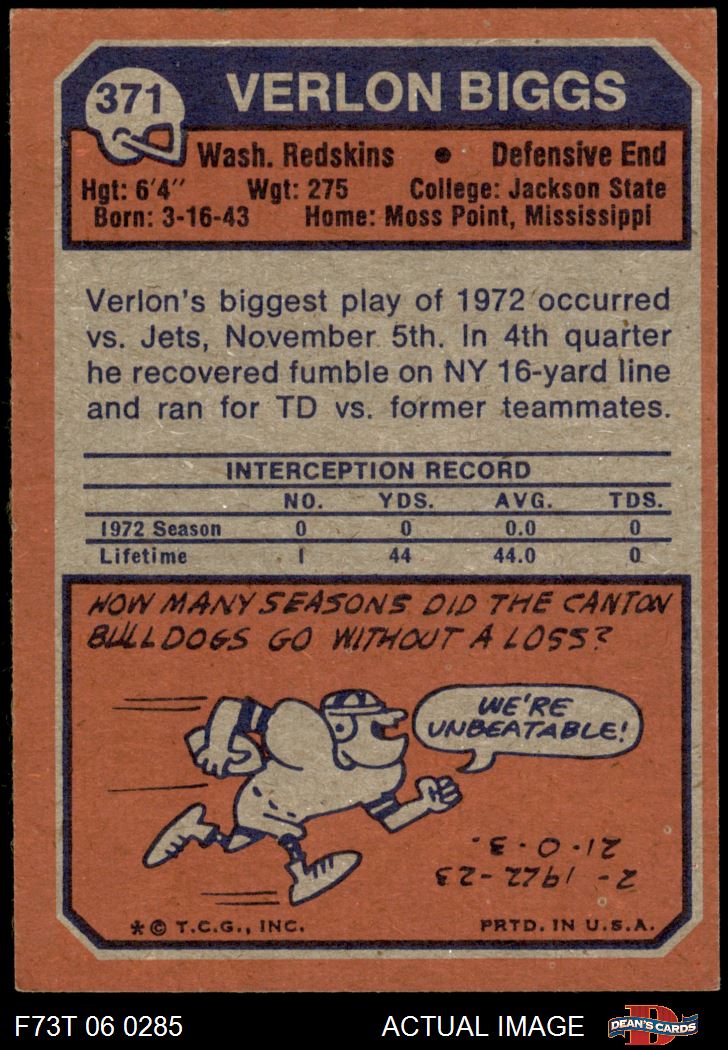 371
VERLON BIGGS
Wash. Redskins • Defensive End
Hgt: 6'4" Wgt: 275 College: Jackson State
Born: 3-16-43 Home: Moss Point, Mississippi
Verlon's biggest play of 1972 occurred
vs. Jets, November 5th. In 4th quarter
he recovered fumble on NY 16-yard line
and ran for TD vs. former teammates.
INTERCEPTION RECORD
NO. YDS. AVG. TDS.
1972 Season 0 0 0.0 0
Lifetime 1 44 44.0 0
HOW MANY SEASONS DID THE CANTON
BULLDOGS GO WITHOUT A LOSS?
WE'RE
UNBEATABLE!
2-1922-23
21-0-3.
*© T.C.G., INC. PRTD. IN U.S.A.
F73T 06 0285 ACTUAL IMAGE D DEAN'S CARDS